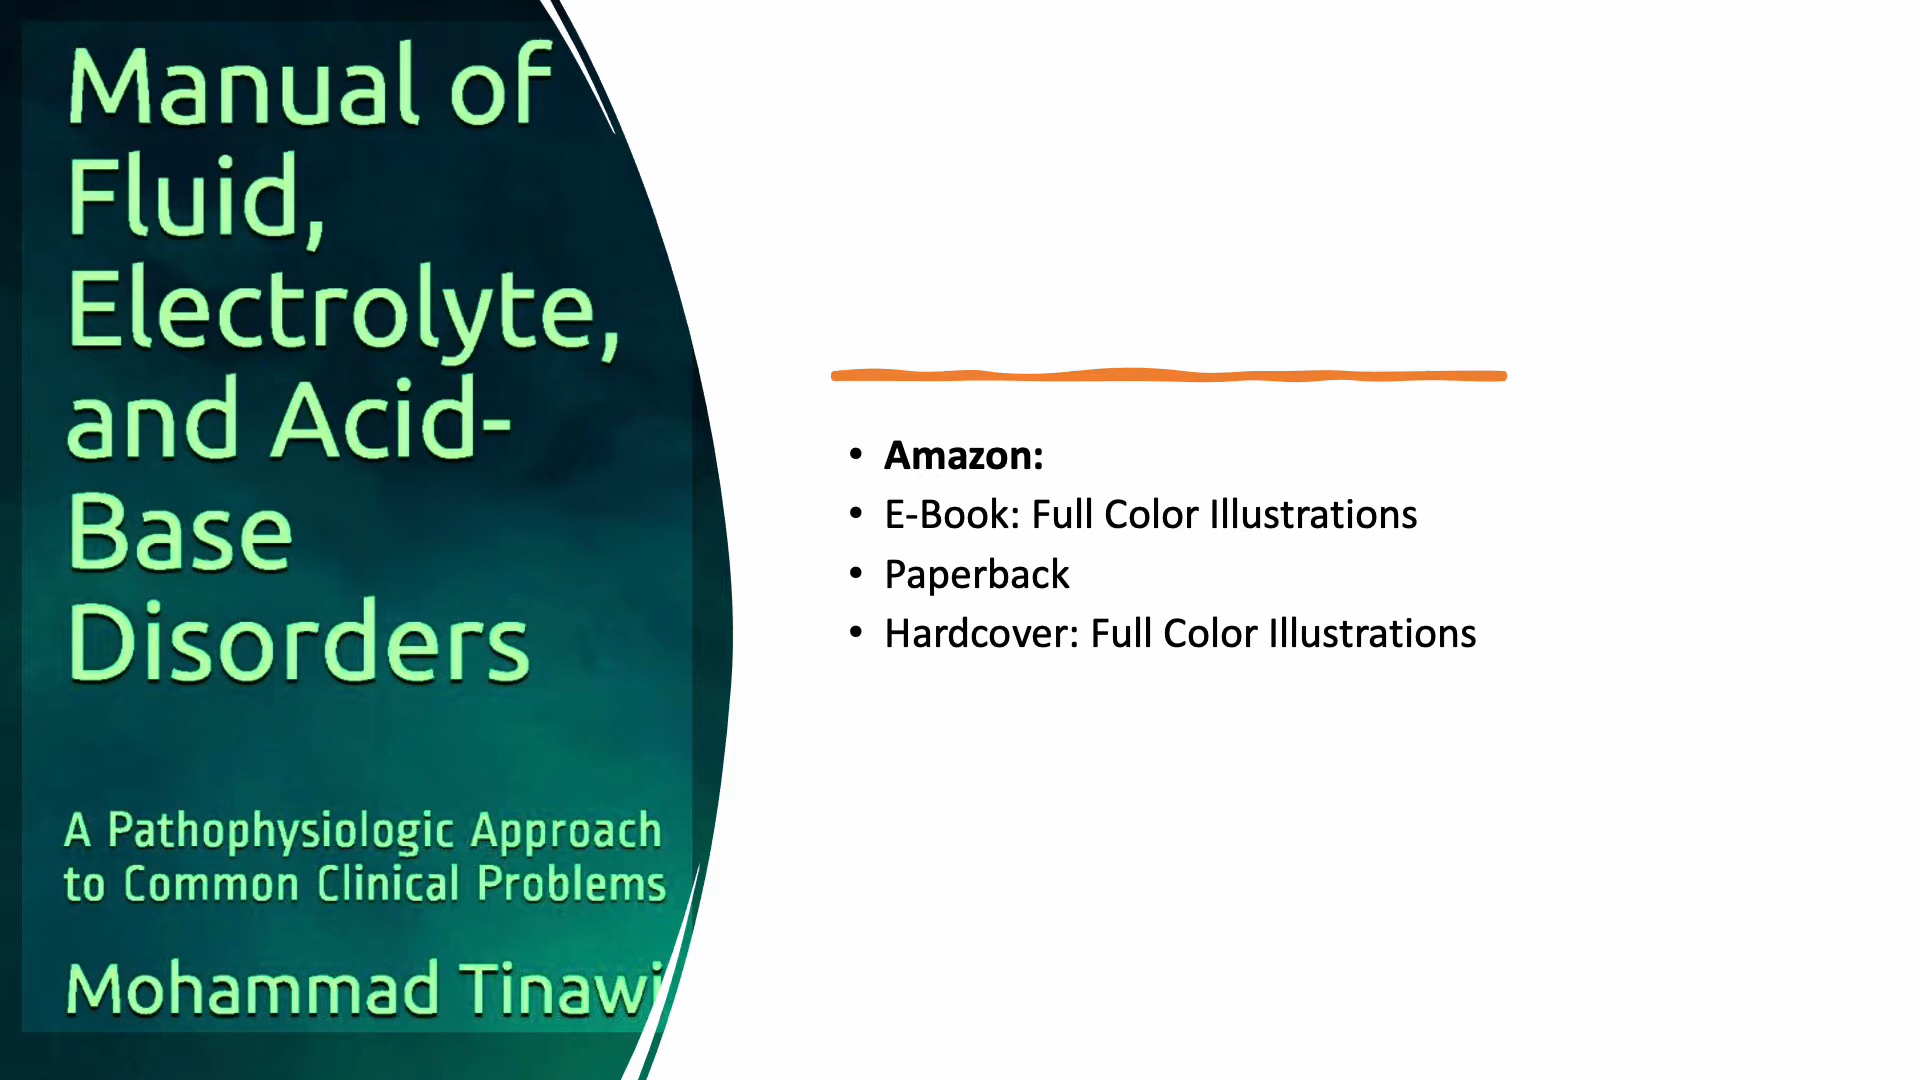 Manual of
Fluid,
Electrolyte,
and Acid-
Base
Disorders
A Pathophysiologic Approach
to Common Clinical Problems
Mohammad Tinawi
• Amazon:
• E-Book: Full Color Illustrations
• Paperback
• Hardcover: Full Color Illustrations